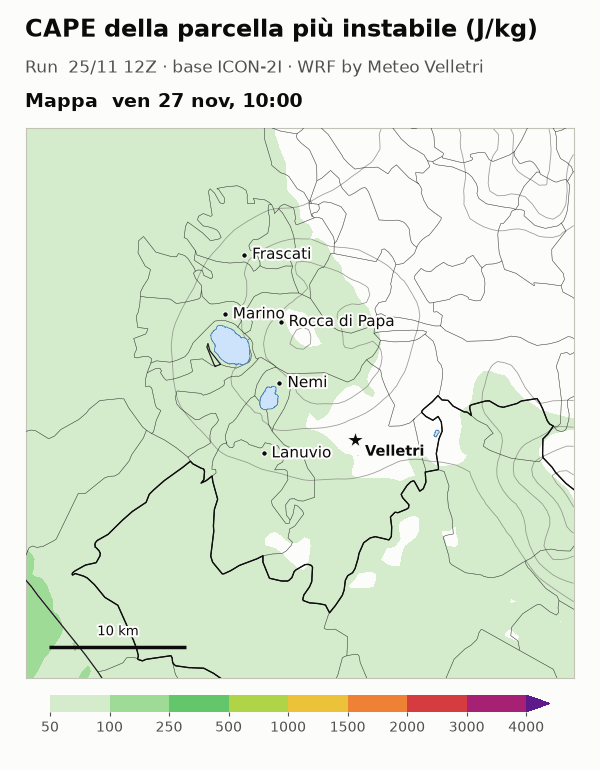 CAPE della parcella più instabile (J/kg)
Run  25/11 12Z · base ICON-2I · WRF by Meteo Velletri
Mappa  ven 27 nov, 10:00
Frascati
Marino
Rocca di Papa
Nemi
Velletri
Lanuvio
10 km
50 100 250 500 1000 1500 2000 3000 4000